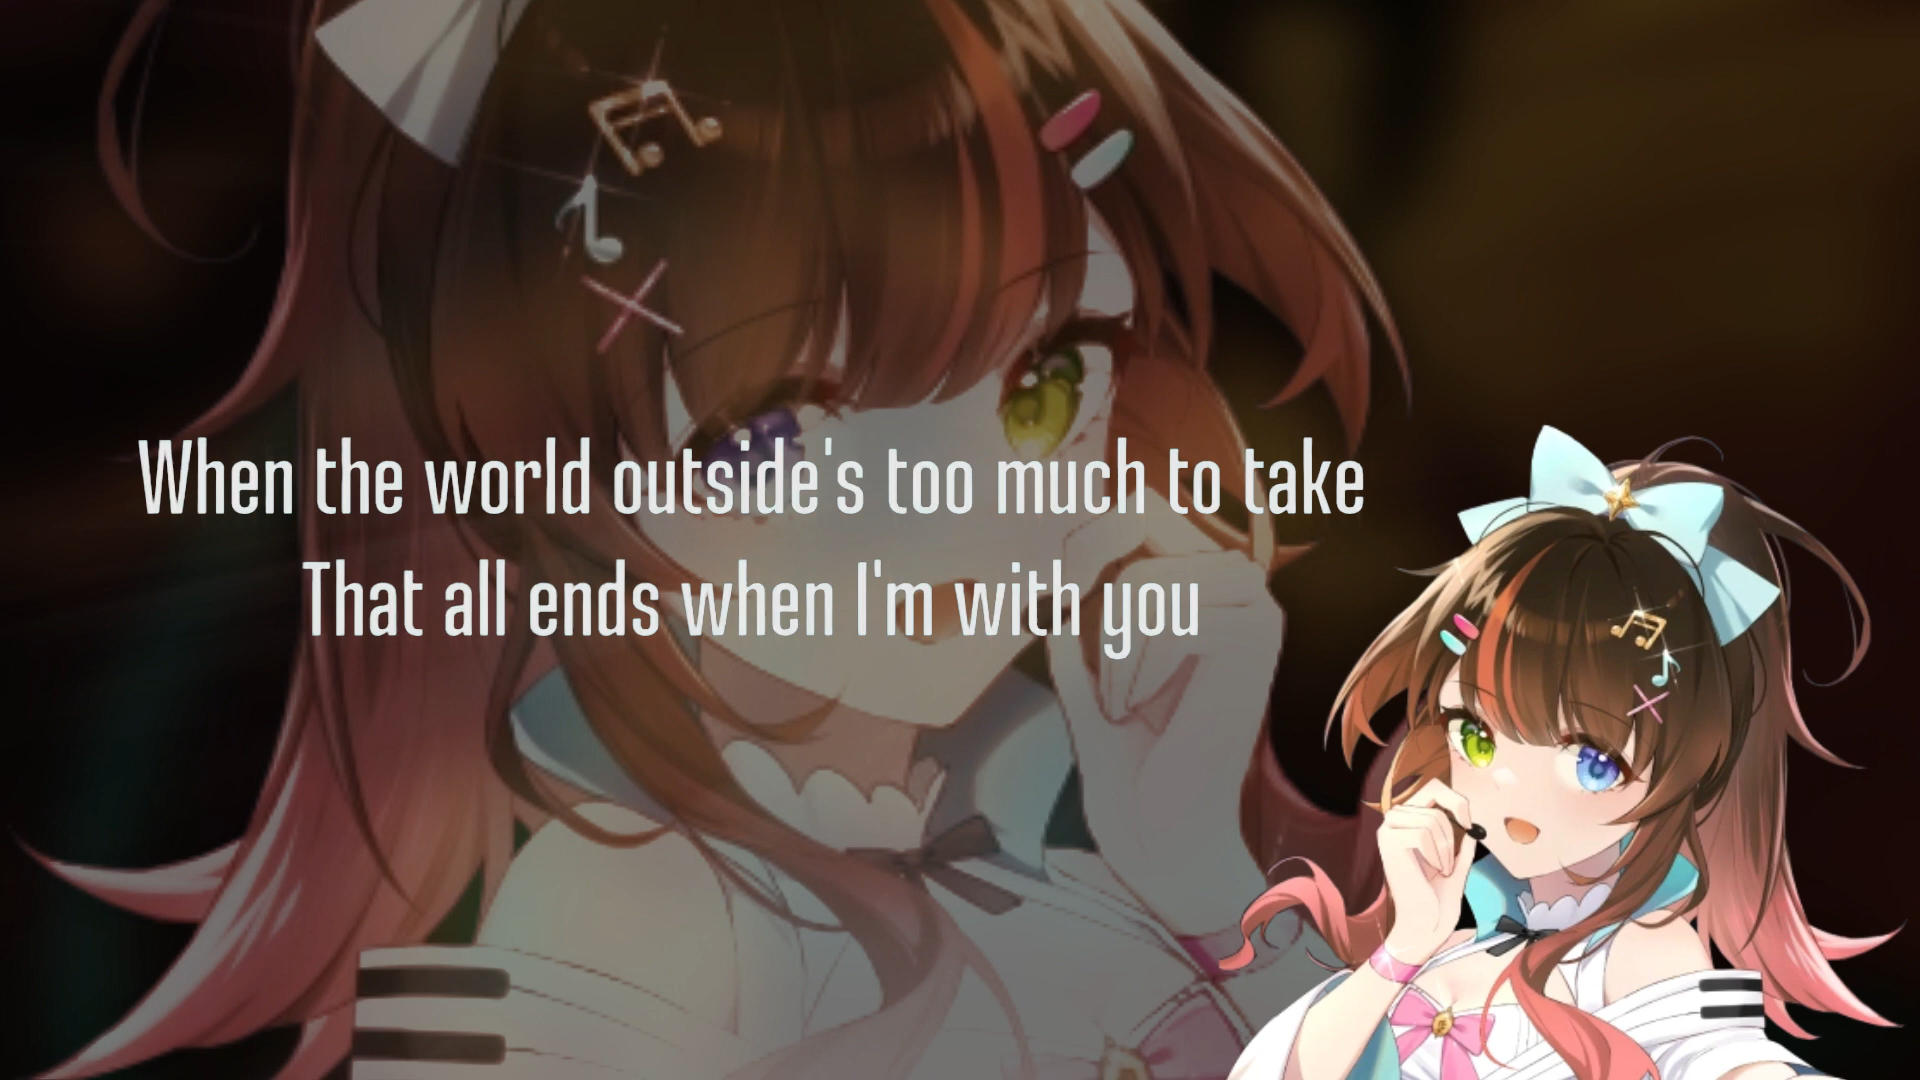 When the world outside's too much to take
That all ends when I'm with you